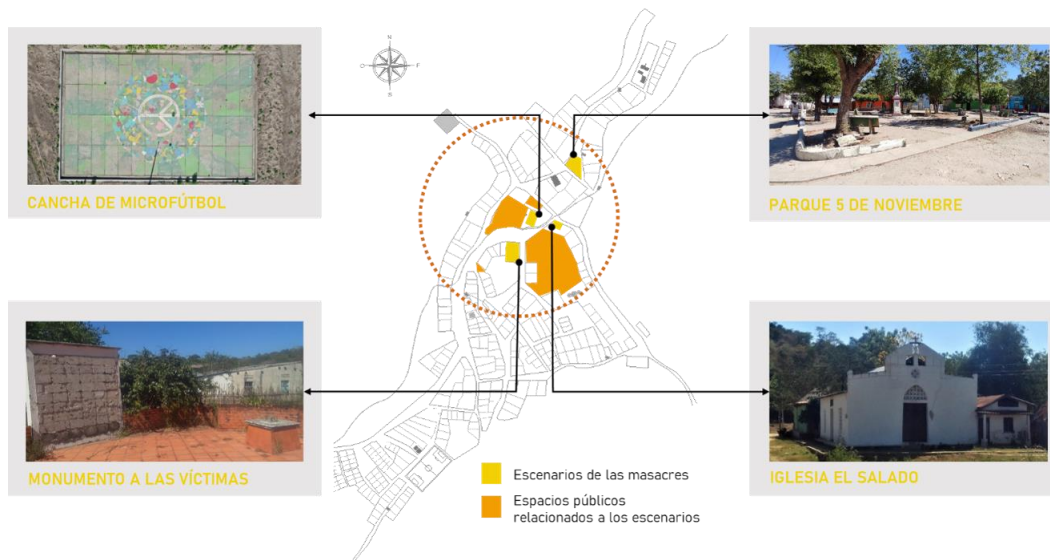 N
O
E
S
CANCHA DE MICROFÚTBOL
PARQUE 5 DE NOVIEMBRE
MONUMENTO A LAS VÍCTIMAS
IGLESIA EL SALADO
Escenarios de las masacres
Espacios públicos
relacionados a los escenarios